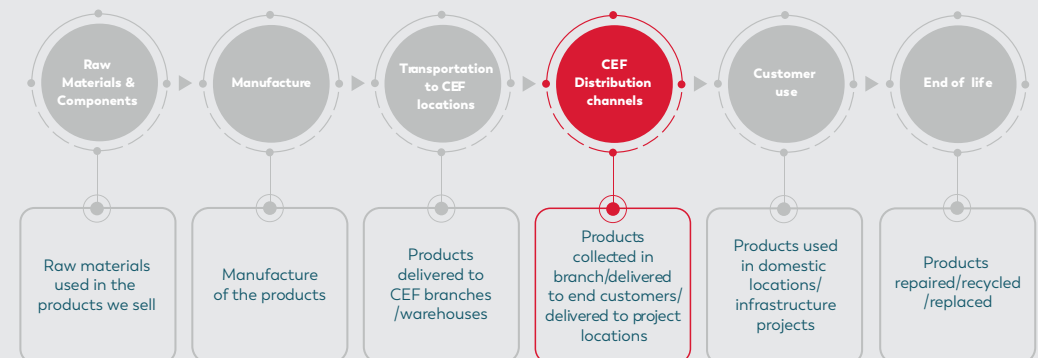 Raw
Materials &
Components
Manufacture
Transportation
to CEF
locations
CEF
Distribution
channels
Customer
use
End of life
Raw materials
used in the
products we sell
Manufacture
of the products
Products
delivered to
CEF branches
/warehouses
Products
collected in
branch/delivered
to end customers/
delivered to project
locations
Products used
in domestic
locations/
infrastructure
projects
Products
repaired/recycled
/replaced